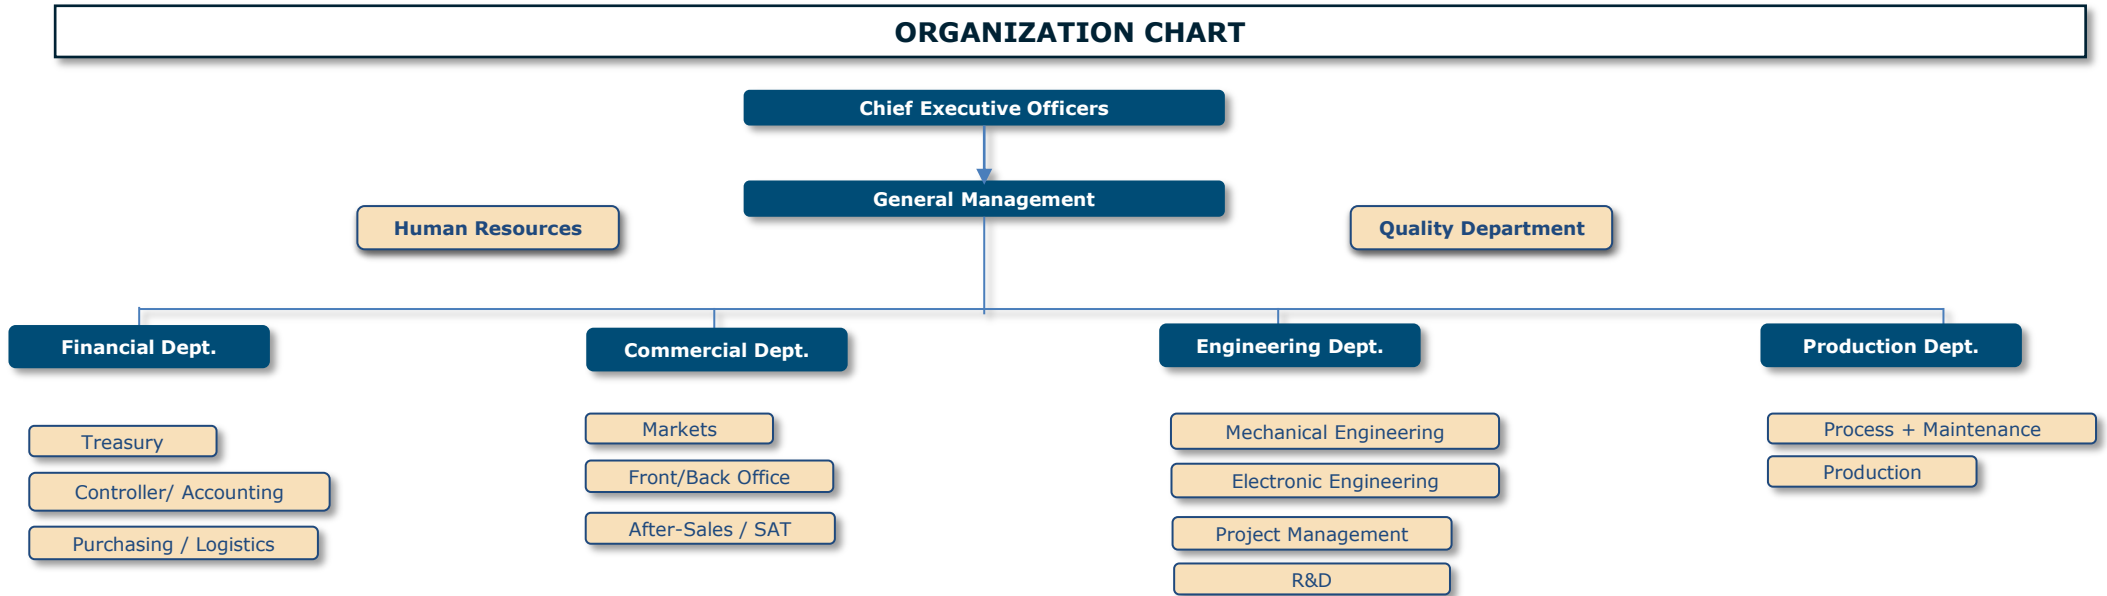 ORGANIZATION CHART
Chief Executive Officers
General Management
Human Resources
Quality Department
Financial Dept.
Commercial Dept.
Engineering Dept.
Production Dept.
Treasury
Controller/ Accounting
Purchasing / Logistics
Markets
Front/Back Office
After-Sales / SAT
Mechanical Engineering
Electronic Engineering
Project Management
R&D
Process + Maintenance
Production